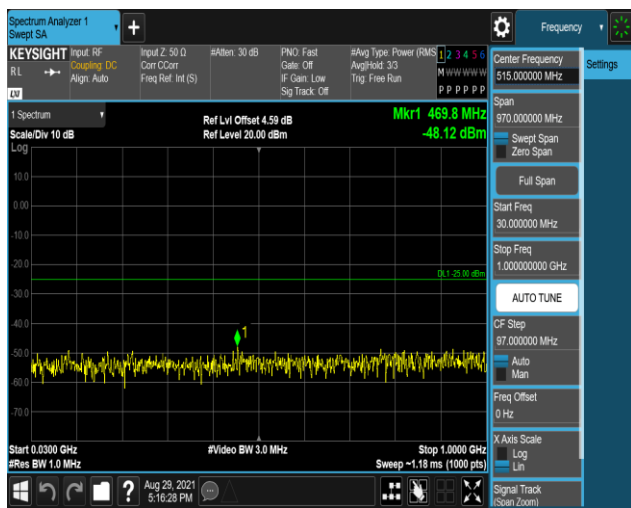 Spectrum Analyzer 1
Swept SA
+
Frequency
KEYSIGHT
RL
LXI
Input: RF
Coupling: DC
Align: Auto
Input Z: 50 Ω
Corr CCorr
Freq Ref: Int (S)
#Atten: 30 dB
PNO: Fast
Gate: Off
IF Gain: Low
Sig Track: Off
#Avg Type: Power (RMS
Avg|Hold: 3/3
Trig: Free Run
1 2 3 4 5 6
M W W W W W
P P P P P P
1 Spectrum
Scale/Div 10 dB
Log
Ref Lvl Offset 4.59 dB
Ref Level 20.00 dBm
Mkr1 469.8 MHz
-48.12 dBm
10.0
0.00
-10.0
-20.0
DL1 -25.00 dBm
-30.0
-40.0
1
-50.0
-60.0
-70.0
Start 0.0300 GHz
#Res BW 1.0 MHz
#Video BW 3.0 MHz
Stop 1.0000 GHz
Sweep ~1.18 ms (1000 pts)
Aug 29, 2021
5:16:28 PM
?
Center Frequency
515.000000 MHz
Settings
Span
970.000000 MHz
Swept Span
Zero Span
Full Span
Start Freq
30.000000 MHz
Stop Freq
1.000000000 GHz
AUTO TUNE
CF Step
97.000000 MHz
Auto
Man
Freq Offset
0 Hz
X Axis Scale
Log
Lin
Signal Track
(Span Zoom)